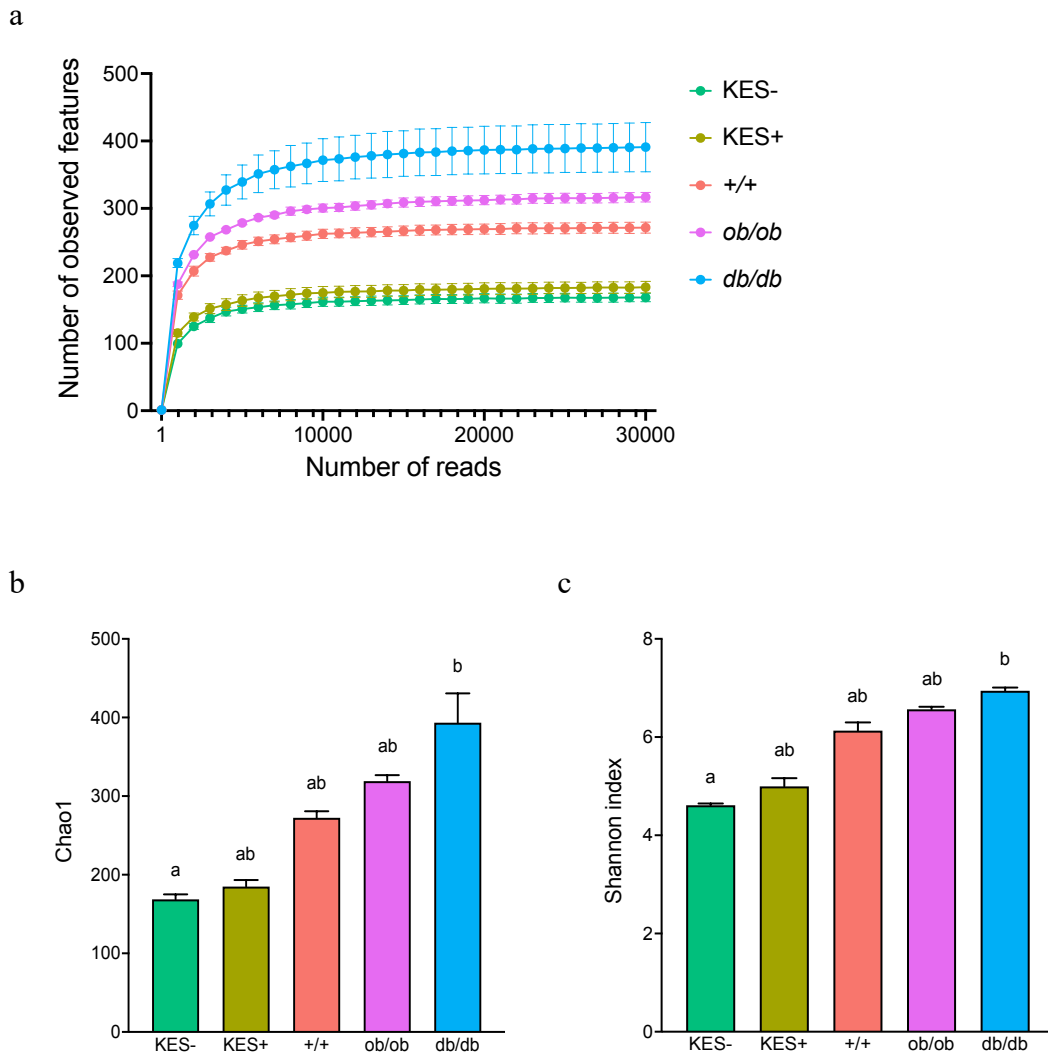 a
500
400
300
200
100
0
Number of observed features
1
10000
20000
30000
Number of reads
KES-
KES+
+/+
ob/ob
db/db
b
500
400
300
200
100
0
Chao1
a
ab
ab
ab
b
KES-
KES+
+/+
ob/ob
db/db
c
8
6
4
2
0
Shannon index
a
ab
ab
ab
b
KES-
KES+
+/+
ob/ob
db/db